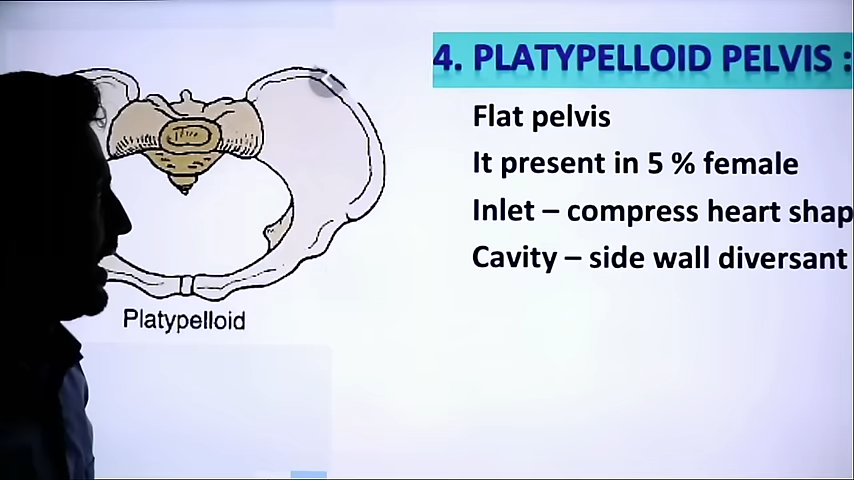 4. PLATYPELLOID PELVIS :
Flat pelvis
It present in 5 % female
Inlet – compress heart shap
Cavity – side wall diversant
Platypelloid